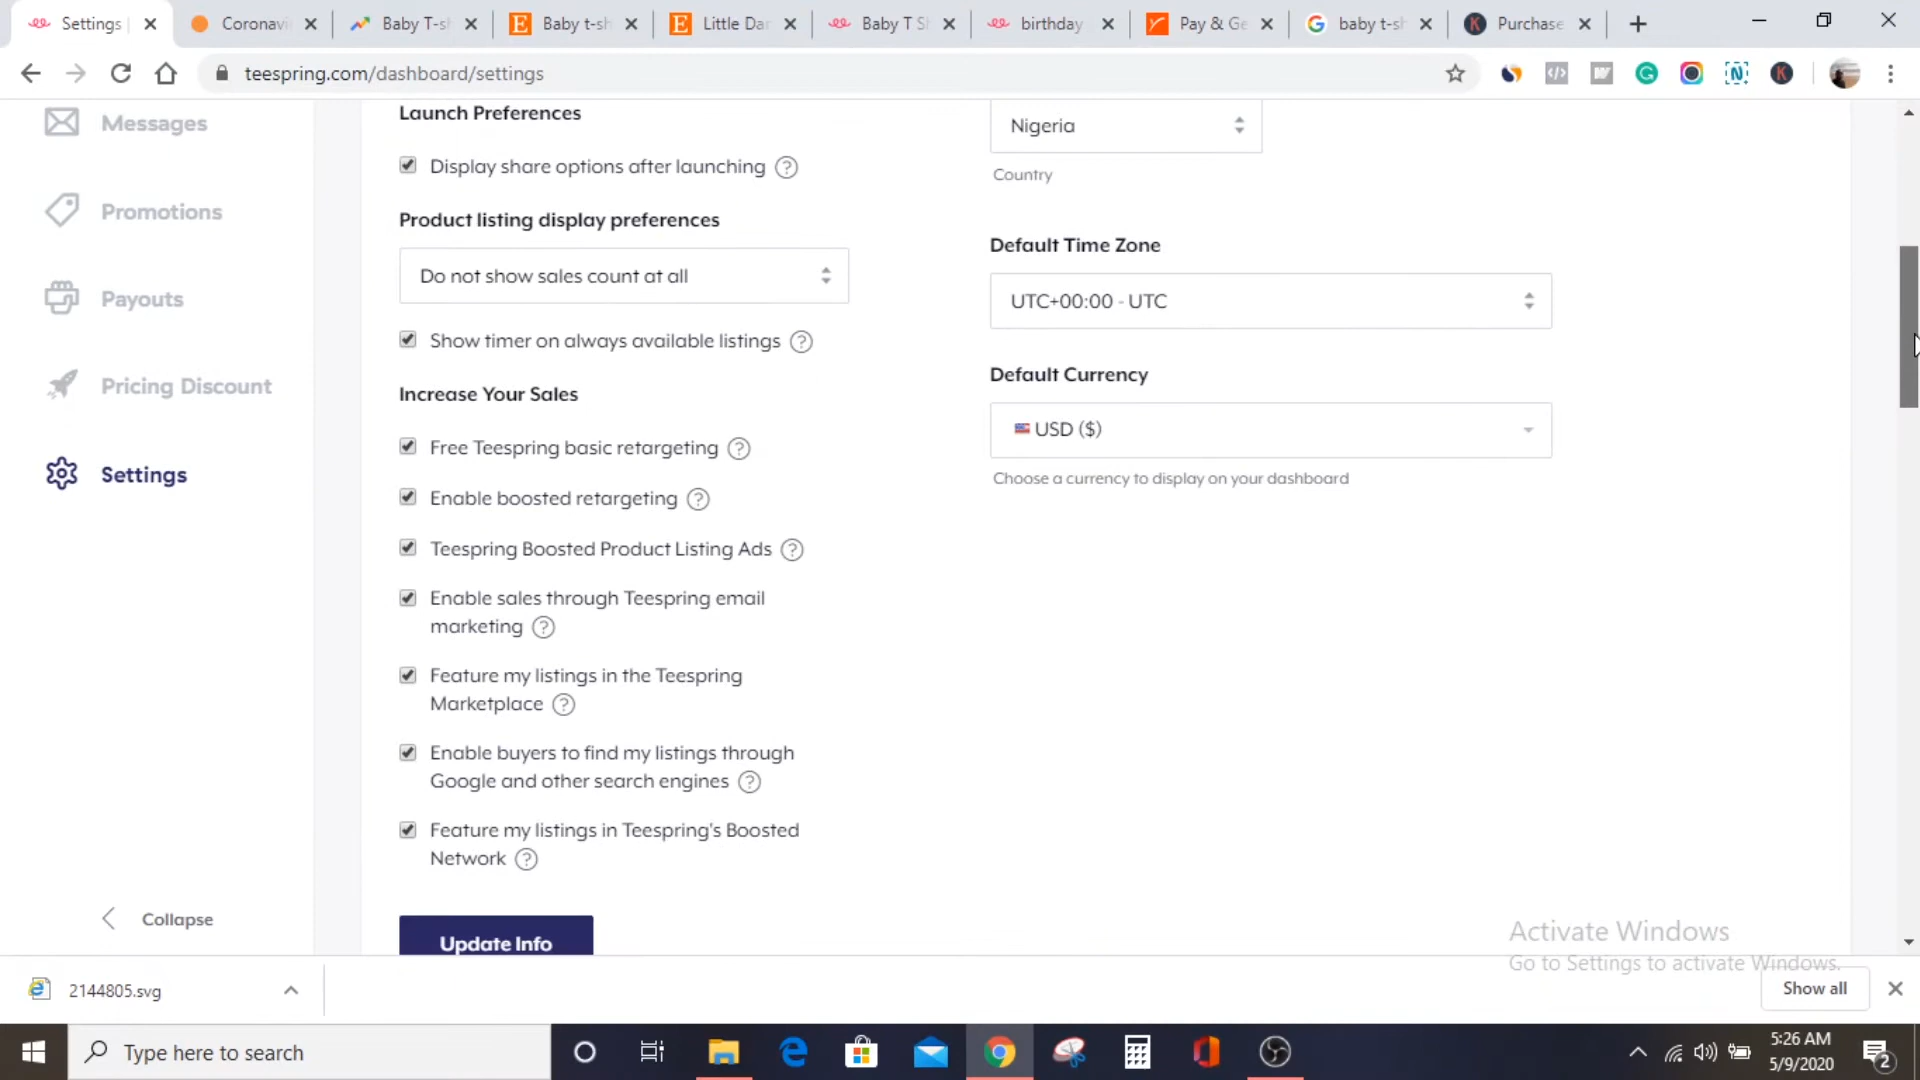 Settings
Coronavi
Baby T-sh
Baby t-sh
Little Dar
Baby T Sh
birthday
Pay & Ge
baby t-sh
Purchase
teespring.com/dashboard/settings
Messages
Promotions
Payouts
Pricing Discount
Settings
Collapse
Launch Preferences
Display share options after launching
Product listing display preferences
Do not show sales count at all
Show timer on always available listings
Increase Your Sales
Free Teespring basic retargeting
Enable boosted retargeting
Teespring Boosted Product Listing Ads
Enable sales through Teespring email
marketing
Feature my listings in the Teespring
Marketplace
Enable buyers to find my listings through
Google and other search engines
Feature my listings in Teespring's Boosted
Network
Update Info
Nigeria
Country
Default Time Zone
UTC+00:00 - UTC
Default Currency
USD ($)
Choose a currency to display on your dashboard
Activate Windows
Go to Settings to activate Windows.
2144805.svg
Show all
Type here to search
5:26 AM
5/9/2020
2